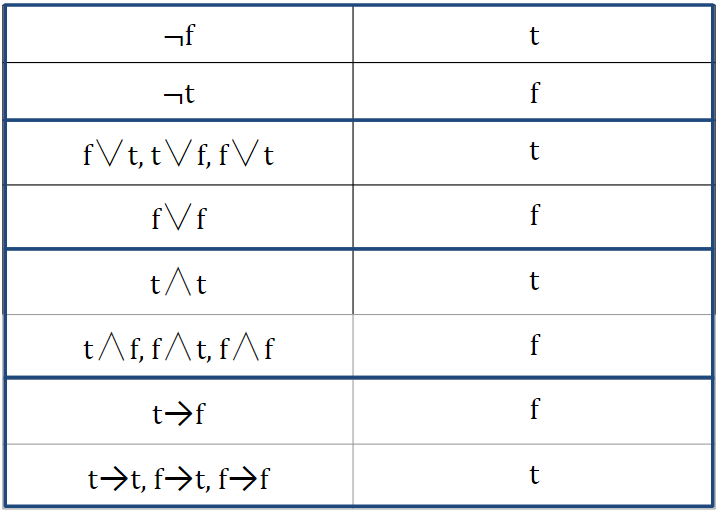 ¬f t
¬t f
f∨t, t∨f, f∨t t
f∨f f
t∧t t
t∧f, f∧t, f∧f f
t→f f
t→t, f→t, f→f t